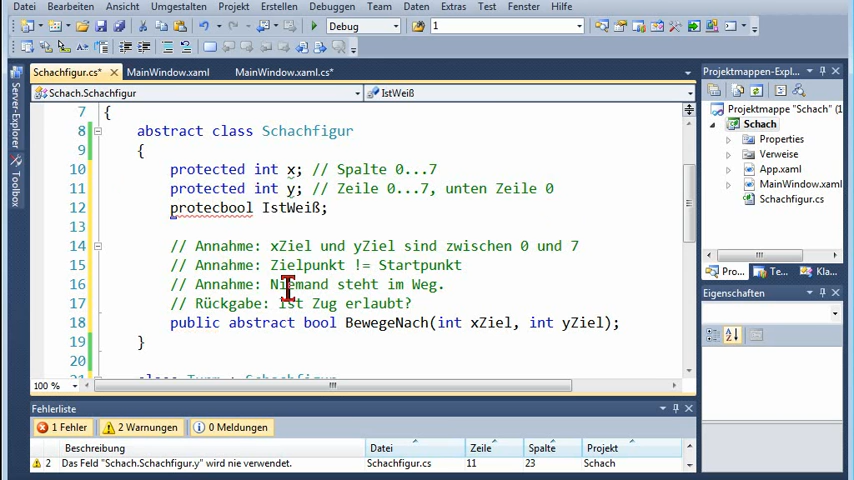 Datei Bearbeiten Ansicht Umgestalten Projekt Erstellen Debuggen Team Daten Extras Test Fenster Hilfe
Debug 1
Schachfigur.cs* MainWindow.xaml MainWindow.xaml.cs*
Schach.Schachfigur IstWeiß
7 {
8 abstract class Schachfigur
9 {
10 protected int x; // Spalte 0...7
11 protected int y; // Zeile 0...7, unten Zeile 0
12 protecbool IstWeiß;
13
14 // Annahme: xZiel und yZiel sind zwischen 0 und 7
15 // Annahme: Zielpunkt != Startpunkt
16 // Annahme: Niemand steht im Weg.
17 // Rückgabe: Ist Zug erlaubt?
18 public abstract bool BewegeNach(int xZiel, int yZiel);
19 }
20
100 %
Server-Explorer
Toolbox
Projektmappen-Expl...
Projektmappe "Schach"
Schach
Properties
Verweise
App.xaml
MainWindow.xaml
Schachfigur.cs
Pro... Te... Kla...
Eigenschaften
Fehlerliste
1 Fehler 2 Warnungen 0 Meldungen
Beschreibung Datei Zeile Spalte Projekt
2 Das Feld "Schach.Schachfigur.y" wird nie verwendet. Schachfigur.cs 11 23 Schach